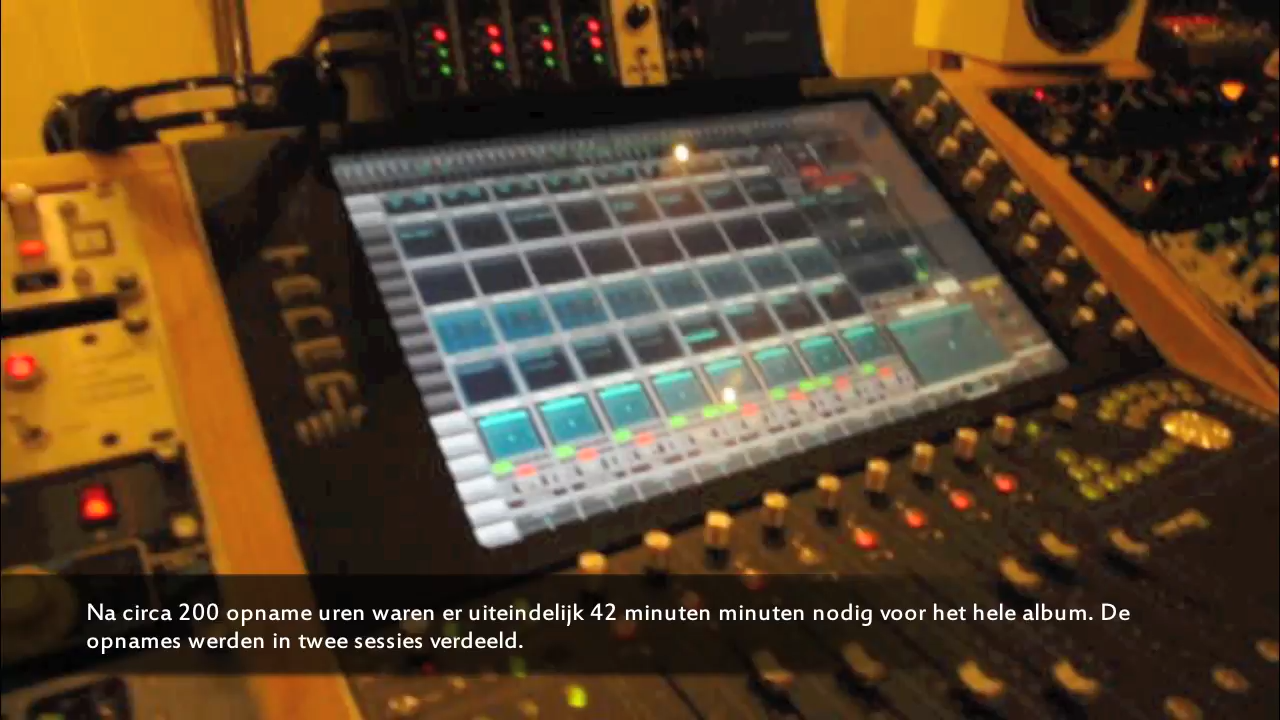 Na circa 200 opname uren waren er uiteindelijk 42 minuten minuten nodig voor het hele album. De
opnames werden in twee sessies verdeeld.